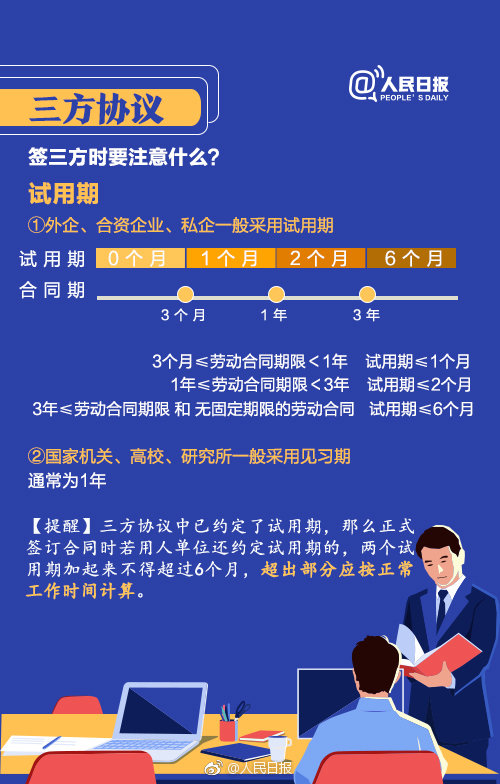 @人民日报
PEOPLE'S DAILY
三方协议
签三方时要注意什么?
试用期
①外企、合资企业、私企一般采用试用期
试用期 0个月 1个月 2个月 6个月
合同期
3个月 1年 3年
3个月≤劳动合同期限<1年 试用期≤1个月
1年≤劳动合同期限<3年 试用期≤2个月
3年≤劳动合同期限 和 无固定期限的劳动合同 试用期≤6个月
②国家机关、高校、研究所一般采用见习期
通常为1年
【提醒】三方协议中已约定了试用期，那么正式
签订合同时若用人单位还约定试用期的，两个试
用期加起来不得超过6个月，超出部分应按正常
工作时间计算。
@人民日报